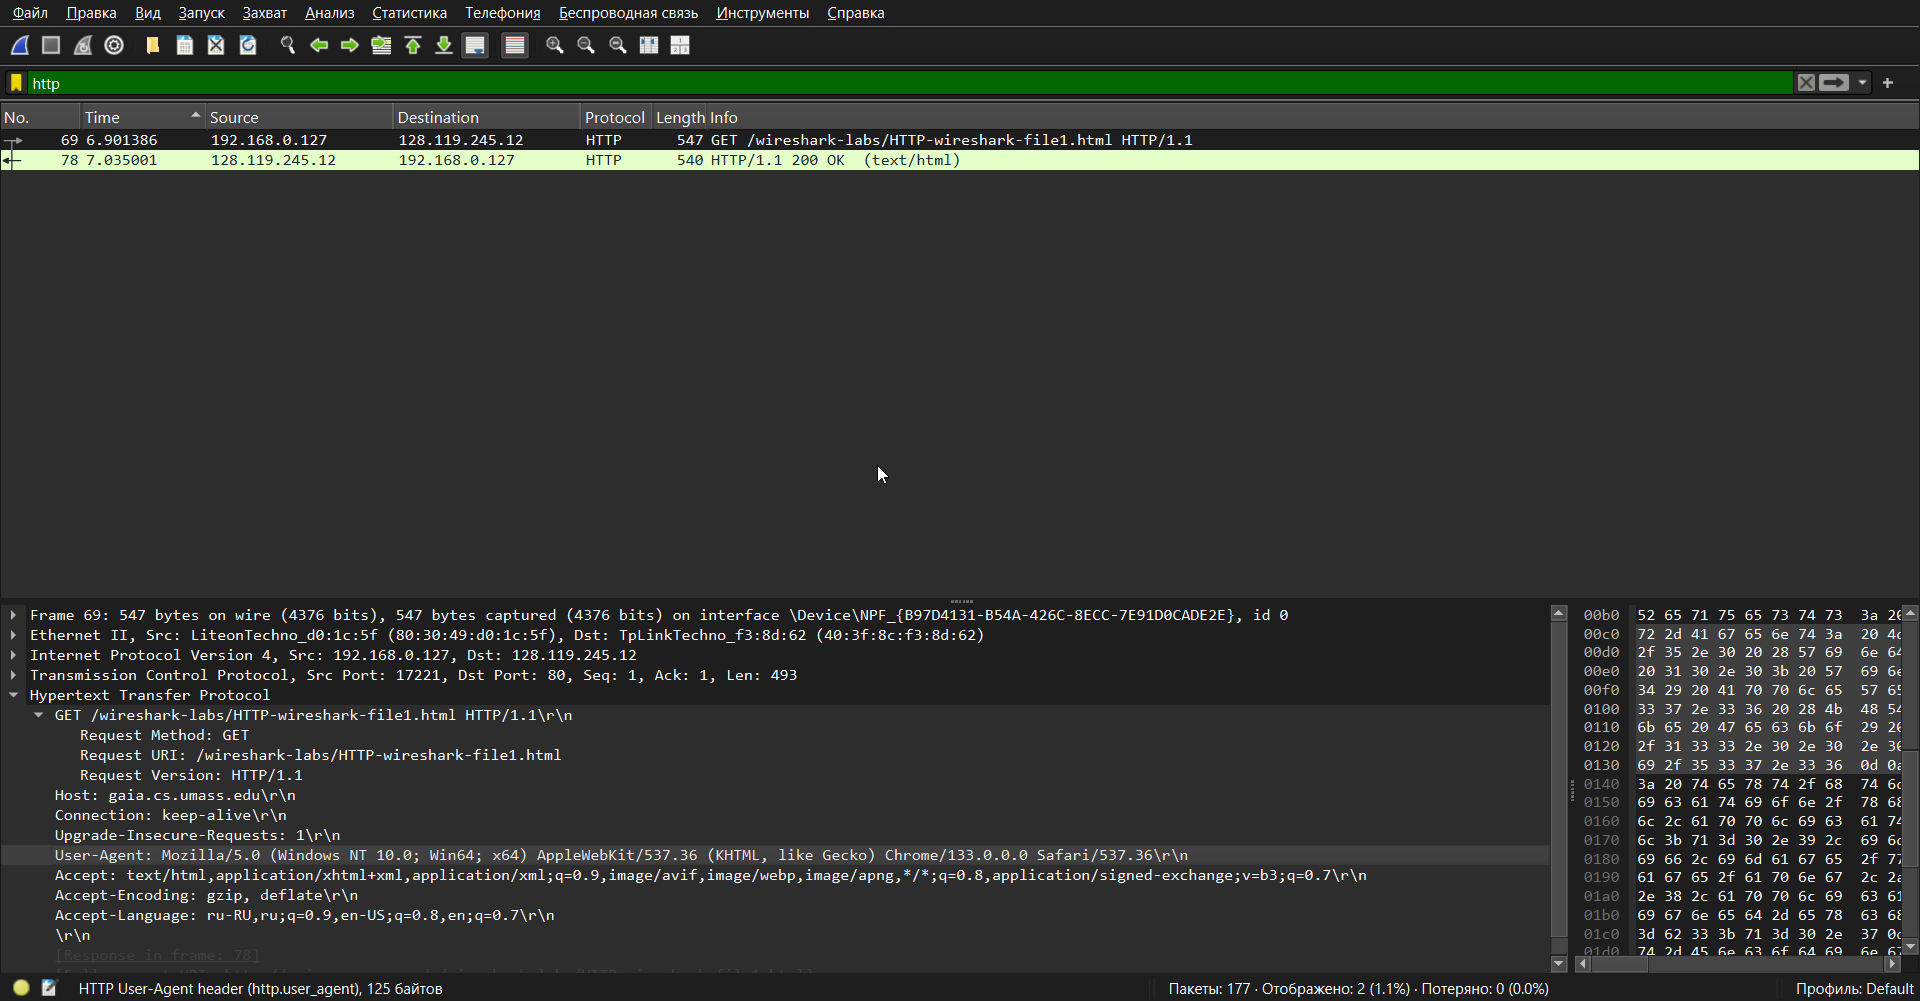 Файл Правка Вид Запуск Захват Анализ Статистика Телефония Беспроводная связь Инструменты Справка
http
No. Time Source Destination Protocol Length Info
69 6.901386 192.168.0.127 128.119.245.12 HTTP 547 GET /wireshark-labs/HTTP-wireshark-file1.html HTTP/1.1
78 7.035001 128.119.245.12 192.168.0.127 HTTP 540 HTTP/1.1 200 OK (text/html)
Frame 69: 547 bytes on wire (4376 bits), 547 bytes captured (4376 bits) on interface \Device\NPF_{B97D4131-B54A-426C-8ECC-7E91D0CADE2E}, id 0
Ethernet II, Src: LiteonTechno_d0:1c:5f (80:30:49:d0:1c:5f), Dst: TpLinkTechno_f3:8d:62 (40:3f:8c:f3:8d:62)
Internet Protocol Version 4, Src: 192.168.0.127, Dst: 128.119.245.12
Transmission Control Protocol, Src Port: 17221, Dst Port: 80, Seq: 1, Ack: 1, Len: 493
Hypertext Transfer Protocol
GET /wireshark-labs/HTTP-wireshark-file1.html HTTP/1.1\r\n
Request Method: GET
Request URI: /wireshark-labs/HTTP-wireshark-file1.html
Request Version: HTTP/1.1
Host: gaia.cs.umass.edu\r\n
Connection: keep-alive\r\n
Upgrade-Insecure-Requests: 1\r\n
User-Agent: Mozilla/5.0 (Windows NT 10.0; Win64; x64) AppleWebKit/537.36 (KHTML, like Gecko) Chrome/133.0.0.0 Safari/537.36\r\n
Accept: text/html,application/xhtml+xml,application/xml;q=0.9,image/avif,image/webp,image/apng,*/*;q=0.8,application/signed-exchange;v=b3;q=0.7\r\n
Accept-Encoding: gzip, deflate\r\n
Accept-Language: ru-RU,ru;q=0.9,en-US;q=0.8,en;q=0.7\r\n
\r\n
[Response in frame: 78]
00b0 52 65 71 75 65 73 74 73 3a 20
00c0 72 2d 41 67 65 6e 74 3a 20 4d
00d0 2f 35 2e 30 20 28 57 69 6e 64
00e0 20 31 30 2e 30 3b 20 57 69 6e
00f0 34 29 20 41 70 70 6c 65 57 65
0100 33 37 2e 33 36 20 28 4b 48 54
0110 6b 65 20 47 65 63 6b 6f 29 20
0120 2f 31 33 33 2e 30 2e 30 2e 30
0130 69 2f 35 33 37 2e 33 36 0d 0a
0140 3a 20 74 65 78 74 2f 68 74 6d
0150 69 63 61 74 69 6f 6e 2f 78 68
0160 6c 2c 61 70 70 6c 69 63 61 74
0170 6c 3b 71 3d 30 2e 39 2c 69 6d
0180 69 66 2c 69 6d 61 67 65 2f 77
0190 61 67 65 2f 61 70 6e 67 2c 2a
01a0 2e 38 2c 61 70 70 6c 69 63 61
01b0 69 67 6e 65 64 2d 65 78 63 68
01c0 3d 62 33 3b 71 3d 30 2e 37 0d
01d0 74 2d 45 6e 63 6f 64 69 6e 67
HTTP User-Agent header (http.user_agent), 125 байтов
Пакеты: 177 · Отображено: 2 (1.1%) · Потеряно: 0 (0.0%)
Профиль: Default